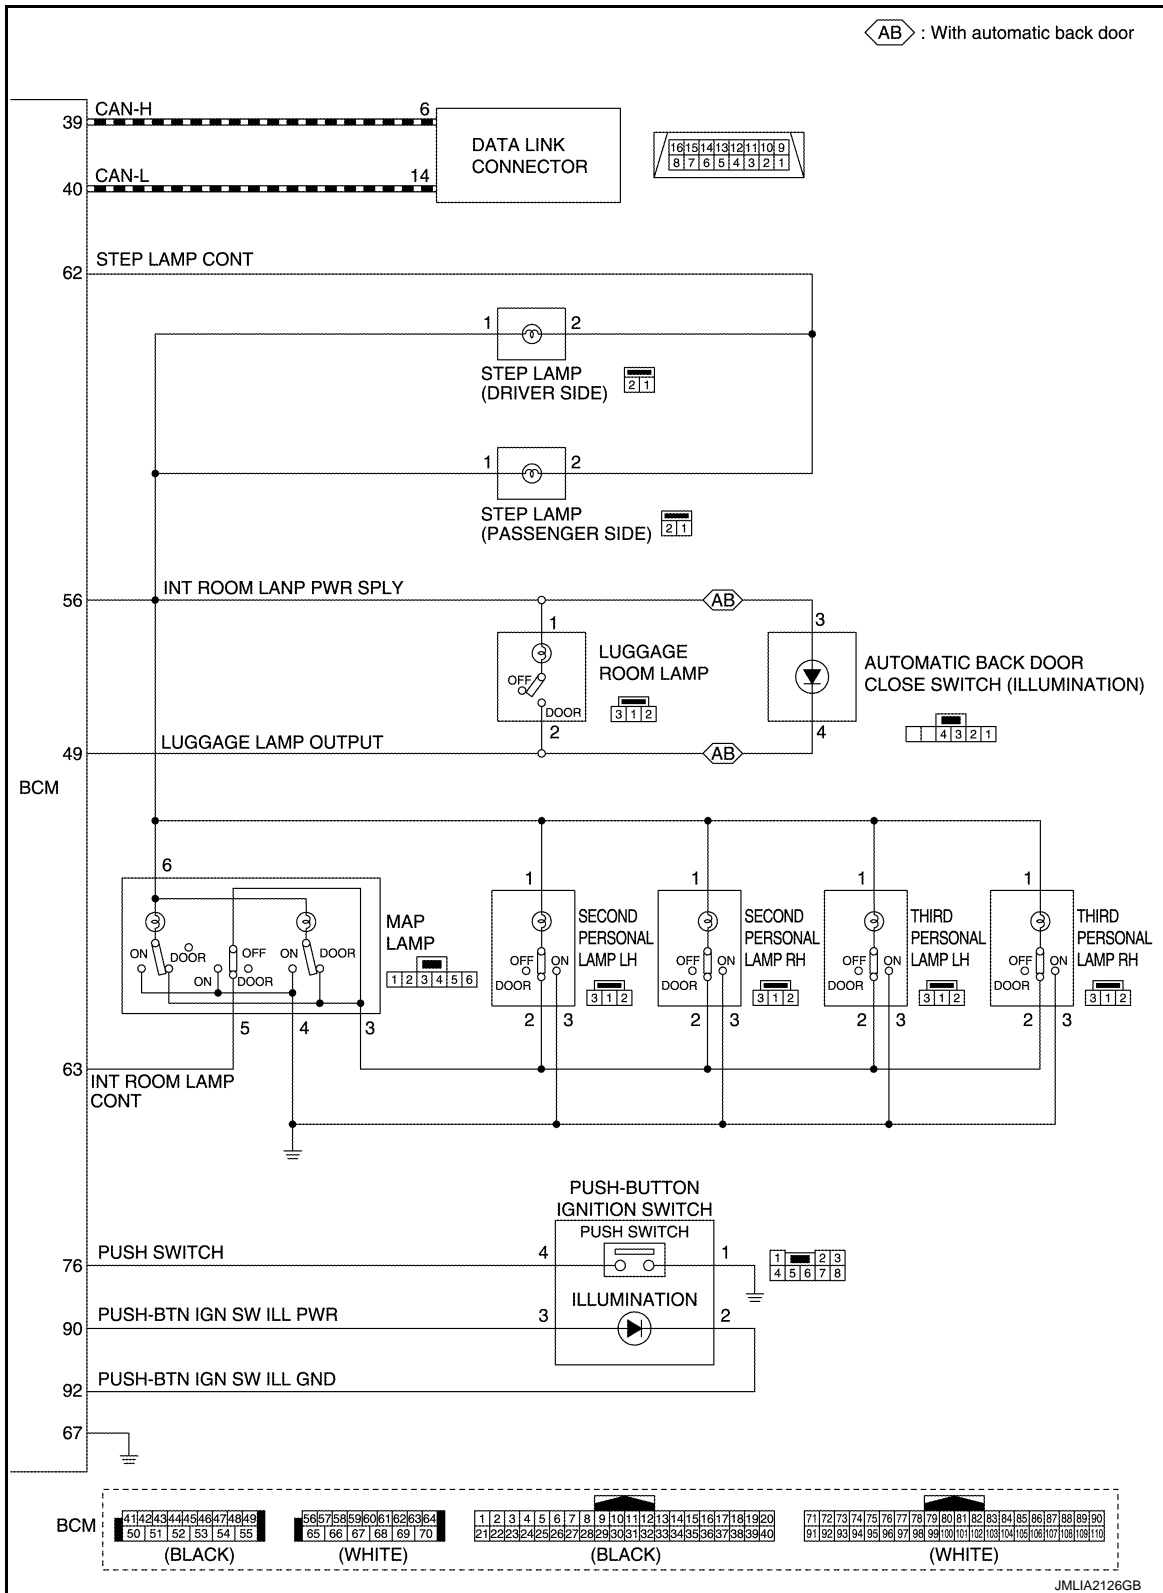 AB : With automatic back door
39 CAN-H 6
DATA LINK
CONNECTOR
16 15 14 13 12 11 10 9
8 7 6 5 4 3 2 1
40 CAN-L 14
62 STEP LAMP CONT
1 2
STEP LAMP
(DRIVER SIDE)
2 1
1 2
STEP LAMP
(PASSENGER SIDE)
2 1
56 INT ROOM LANP PWR SPLY AB
1 3
LUGGAGE
ROOM LAMP
OFF
DOOR
3 1 2
2
AUTOMATIC BACK DOOR
CLOSE SWITCH (ILLUMINATION)
4 3 2 1
4
49 LUGGAGE LAMP OUTPUT AB
BCM
6 1 1 1 1
MAP
LAMP
ON DOOR OFF ON DOOR
ON DOOR
1 2 3 4 5 6
5 4 3
SECOND
PERSONAL
LAMP LH
OFF ON
DOOR
3 1 2
2 3
SECOND
PERSONAL
LAMP RH
OFF ON
DOOR
3 1 2
2 3
THIRD
PERSONAL
LAMP LH
OFF ON
DOOR
3 1 2
2 3
THIRD
PERSONAL
LAMP RH
OFF ON
DOOR
3 1 2
2 3
63
INT ROOM LAMP
CONT
PUSH-BUTTON
IGNITION SWITCH
PUSH SWITCH
76 PUSH SWITCH 4 1
1 2 3
4 5 6 7 8
ILLUMINATION
90 PUSH-BTN IGN SW ILL PWR 3 2
92 PUSH-BTN IGN SW ILL GND
67
BCM
41 42 43 44 45 46 47 48 49
50 51 52 53 54 55
(BLACK)
56 57 58 59 60 61 62 63 64
65 66 67 68 69 70
(WHITE)
1 2 3 4 5 6 7 8 9 10 11 12 13 14 15 16 17 18 19 20
21 22 23 24 25 26 27 28 29 30 31 32 33 34 35 36 37 38 39 40
(BLACK)
71 72 73 74 75 76 77 78 79 80 81 82 83 84 85 86 87 88 89 90
91 92 93 94 95 96 97 98 99 100 101 102 103 104 105 106 107 108 109 110
(WHITE)
JMLIA2126GB